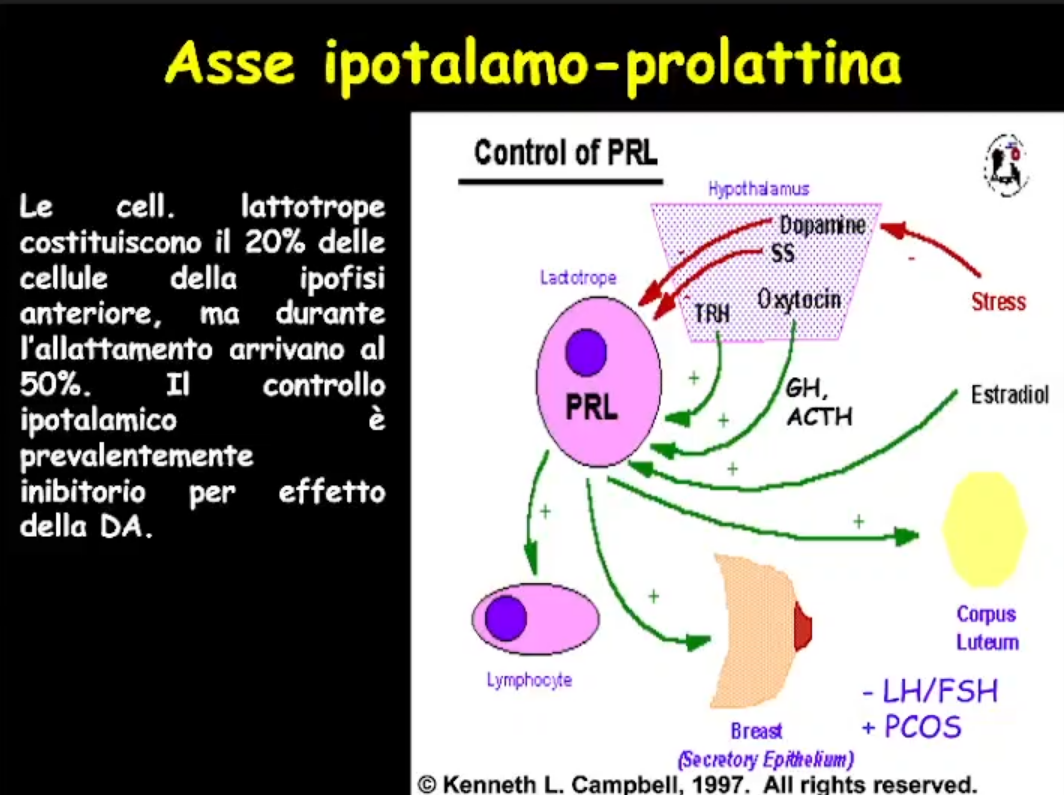 Asse ipotalamo-prolattina
Le cell. lattotrope
costituiscono il 20% delle
cellule della ipofisi
anteriore, ma durante
l'allattamento arrivano al
50%. Il controllo
ipotalamico è
prevalentemente
inibitorio per effetto
della DA.
Control of PRL
Hypothalamus
Dopamine
SS
-
-
-
Stress
Lactotrope
TRH
Oxytocin
PRL
+
+
GH,
ACTH
Estradiol
+
+
+
+
Corpus
Luteum
Lymphocyte
- LH/FSH
+ PCOS
Breast
(Secretory Epithelium)
© Kenneth L. Campbell, 1997. All rights reserved.